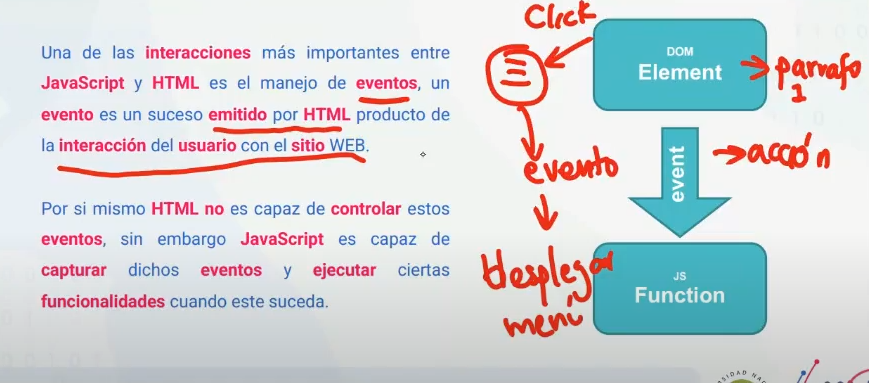 Una de las interacciones más importantes entre
JavaScript y HTML es el manejo de eventos, un
evento es un suceso emitido por HTML producto de
la interacción del usuario con el sitio WEB.
Por si mismo HTML no es capaz de controlar estos
eventos, sin embargo JavaScript es capaz de
capturar dichos eventos y ejecutar ciertas
funcionalidades cuando este suceda.
Click
DOM
Element
parrafo
1
event
acción
evento
desplegar
menú
JS
Function